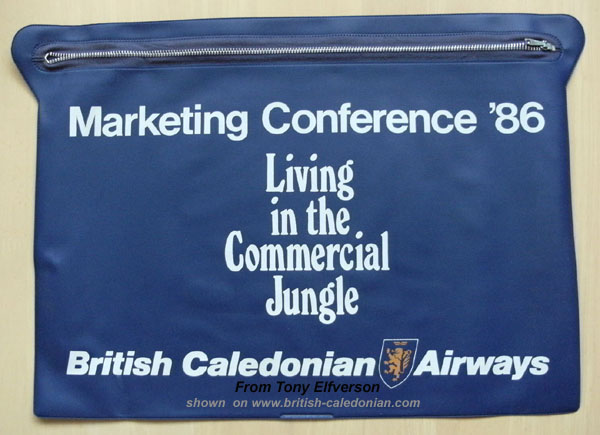 Marketing Conference '86
Living
in the
Commercial
Jungle
British Caledonian Airways
From Tony Elfverson
shown on www.british-caledonian.com